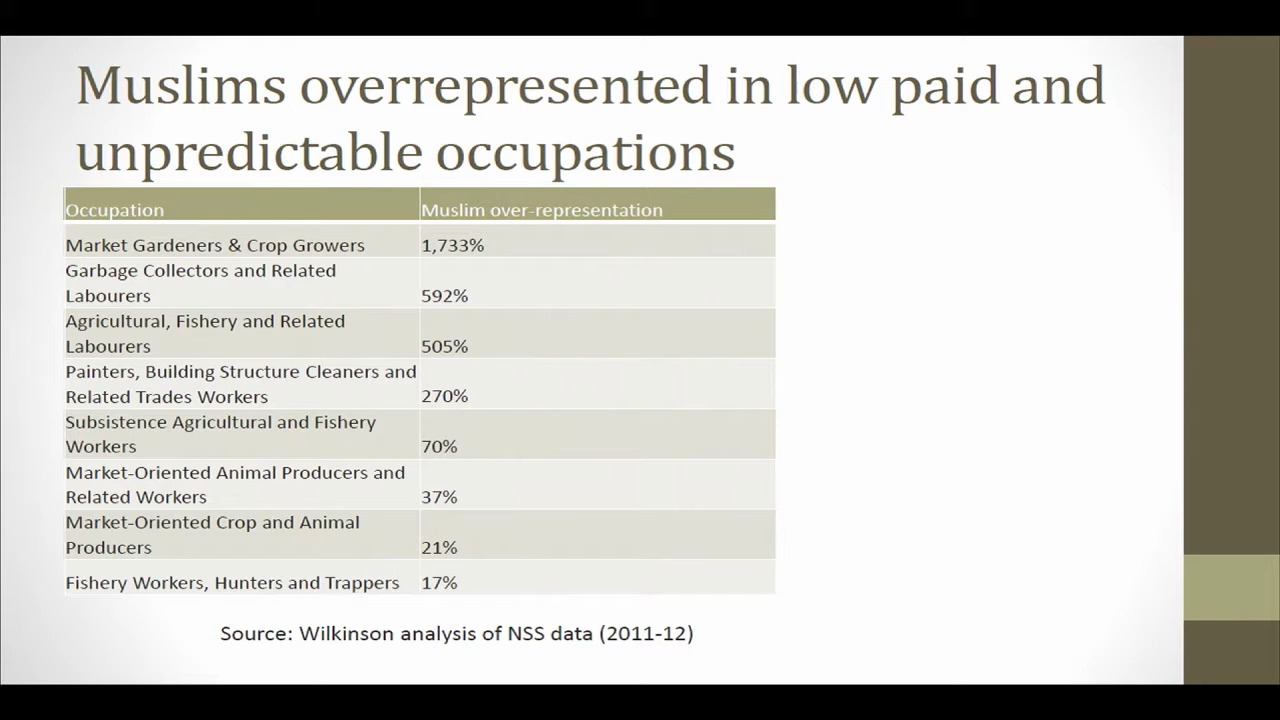 Muslims overrepresented in low paid and
unpredictable occupations
Occupation Muslim over-representation
Market Gardeners & Crop Growers 1,733%
Garbage Collectors and Related
Labourers 592%
Agricultural, Fishery and Related
Labourers 505%
Painters, Building Structure Cleaners and
Related Trades Workers 270%
Subsistence Agricultural and Fishery
Workers 70%
Market-Oriented Animal Producers and
Related Workers 37%
Market-Oriented Crop and Animal
Producers 21%
Fishery Workers, Hunters and Trappers 17%
Source: Wilkinson analysis of NSS data (2011-12)